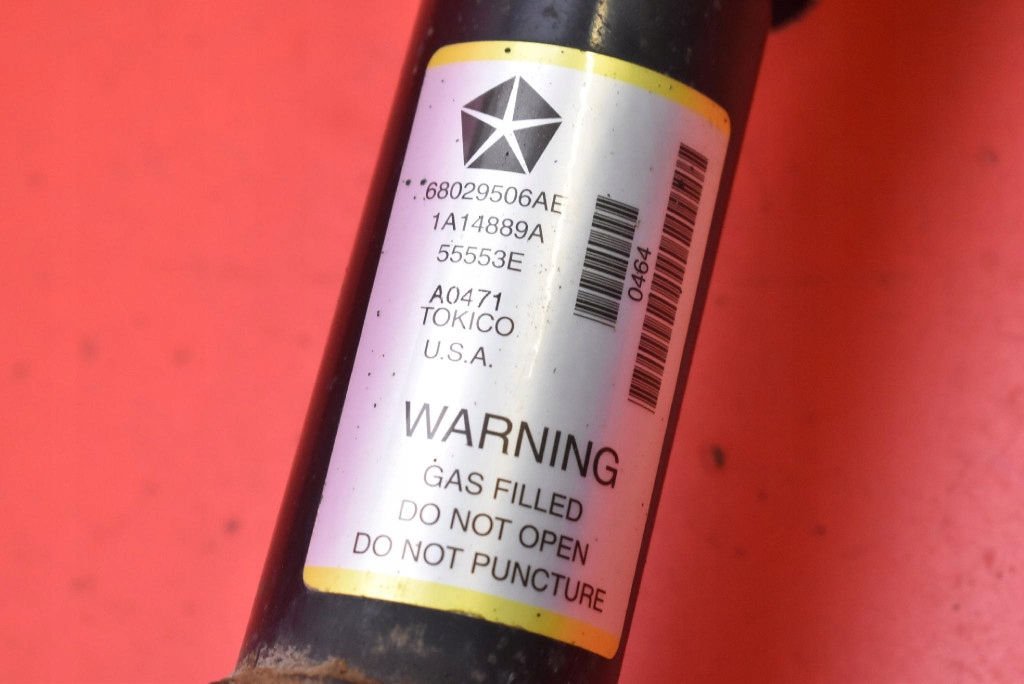 68029506AE
1A14889A
55553E
A0471
TOKICO
U.S.A.
0464
WARNING
GAS FILLED
DO NOT OPEN
DO NOT PUNCTURE